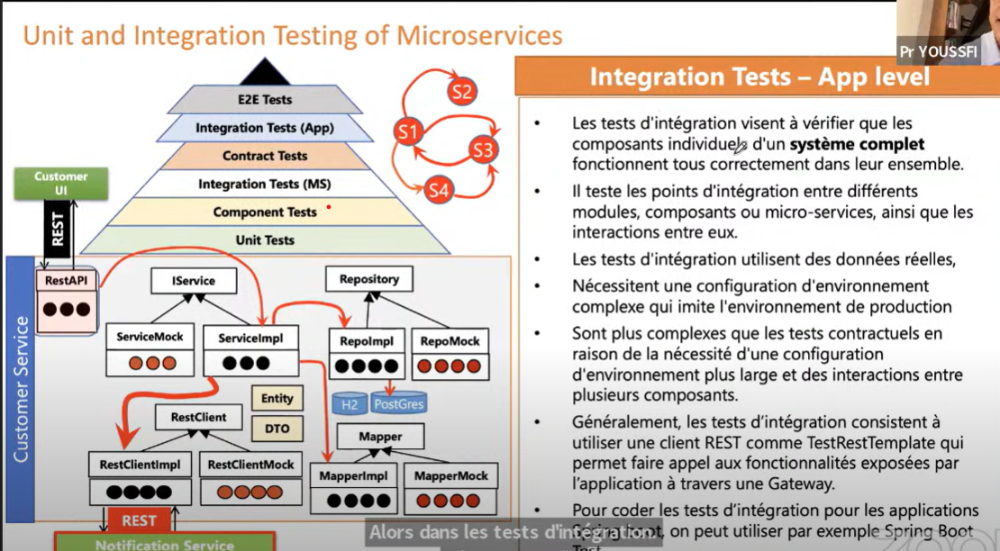 Unit and Integration Testing of Microservices
Pr YOUSSFI
E2E Tests
Integration Tests (App)
Contract Tests
Integration Tests (MS)
Component Tests
Unit Tests
S2
S1
S3
S4
Customer
UI
REST
Customer Service
RestAPI
IService
Repository
ServiceMock
ServiceImpl
RepoImpl
RepoMock
H2
PostGres
Entity
DTO
RestClient
Mapper
RestClientImpl
RestClientMock
MapperImpl
MapperMock
REST
Notification Service
Integration Tests – App level
• Les tests d'intégration visent à vérifier que les
composants individuels d'un système complet
fonctionnent tous correctement dans leur ensemble.
• Il teste les points d'intégration entre différents
modules, composants ou micro-services, ainsi que les
interactions entre eux.
• Les tests d'intégration utilisent des données réelles,
• Nécessitent une configuration d'environnement
complexe qui imite l'environnement de production
• Sont plus complexes que les tests contractuels en
raison de la nécessité d'une configuration
d'environnement plus large et des interactions entre
plusieurs composants.
• Généralement, les tests d’intégration consistent à
utiliser une client REST comme TestRestTemplate qui
permet faire appel aux fonctionnalités exposées par
l’application à travers une Gateway.
• Pour coder les tests d’intégration pour les applications
Spring boot, on peut utiliser par exemple Spring Boot
Test
Alors dans les tests d'intégration